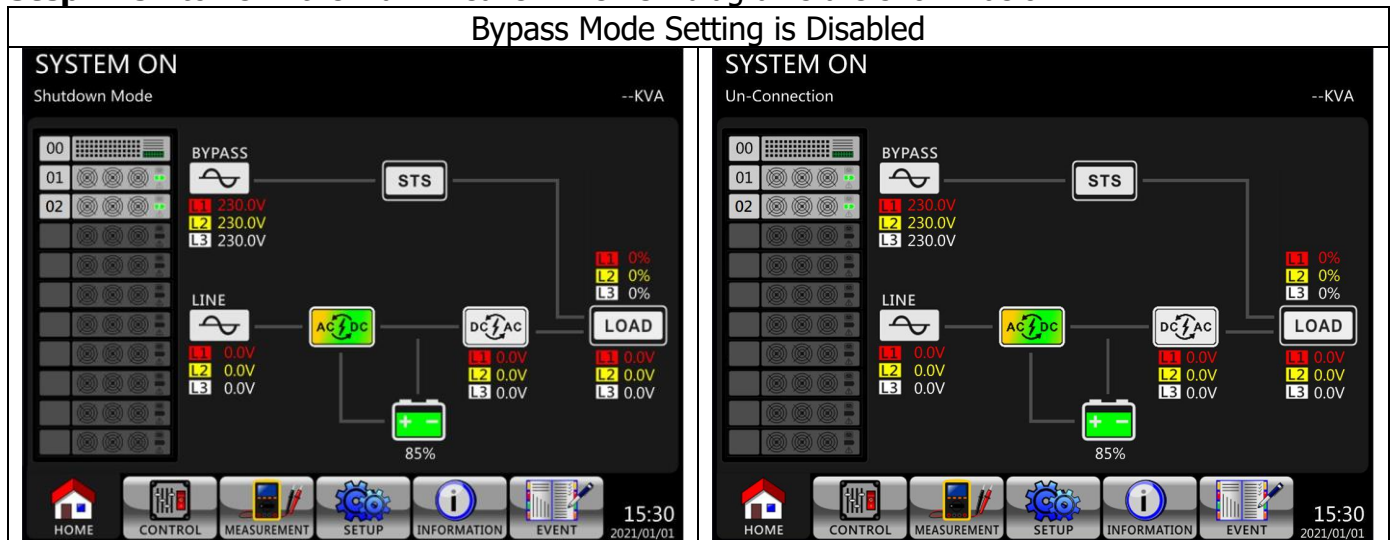 Bypass Mode Setting is Disabled
SYSTEM ON
Shutdown Mode
--KVA
00
01
02
BYPASS
STS
L1 230.0V
L2 230.0V
L3 230.0V
L1 0%
L2 0%
L3 0%
LINE
AC DC
DC AC
LOAD
L1 0.0V
L2 0.0V
L3 0.0V
L1 0.0V
L2 0.0V
L3 0.0V
L1 0.0V
L2 0.0V
L3 0.0V
+ -
85%
HOME
CONTROL
MEASUREMENT
SETUP
INFORMATION
EVENT
15:30
2021/01/01
SYSTEM ON
Un-Connection
--KVA
00
01
02
BYPASS
STS
L1 230.0V
L2 230.0V
L3 230.0V
L1 0%
L2 0%
L3 0%
LINE
AC DC
DC AC
LOAD
L1 0.0V
L2 0.0V
L3 0.0V
L1 0.0V
L2 0.0V
L3 0.0V
L1 0.0V
L2 0.0V
L3 0.0V
+ -
85%
HOME
CONTROL
MEASUREMENT
SETUP
INFORMATION
EVENT
15:30
2021/01/01